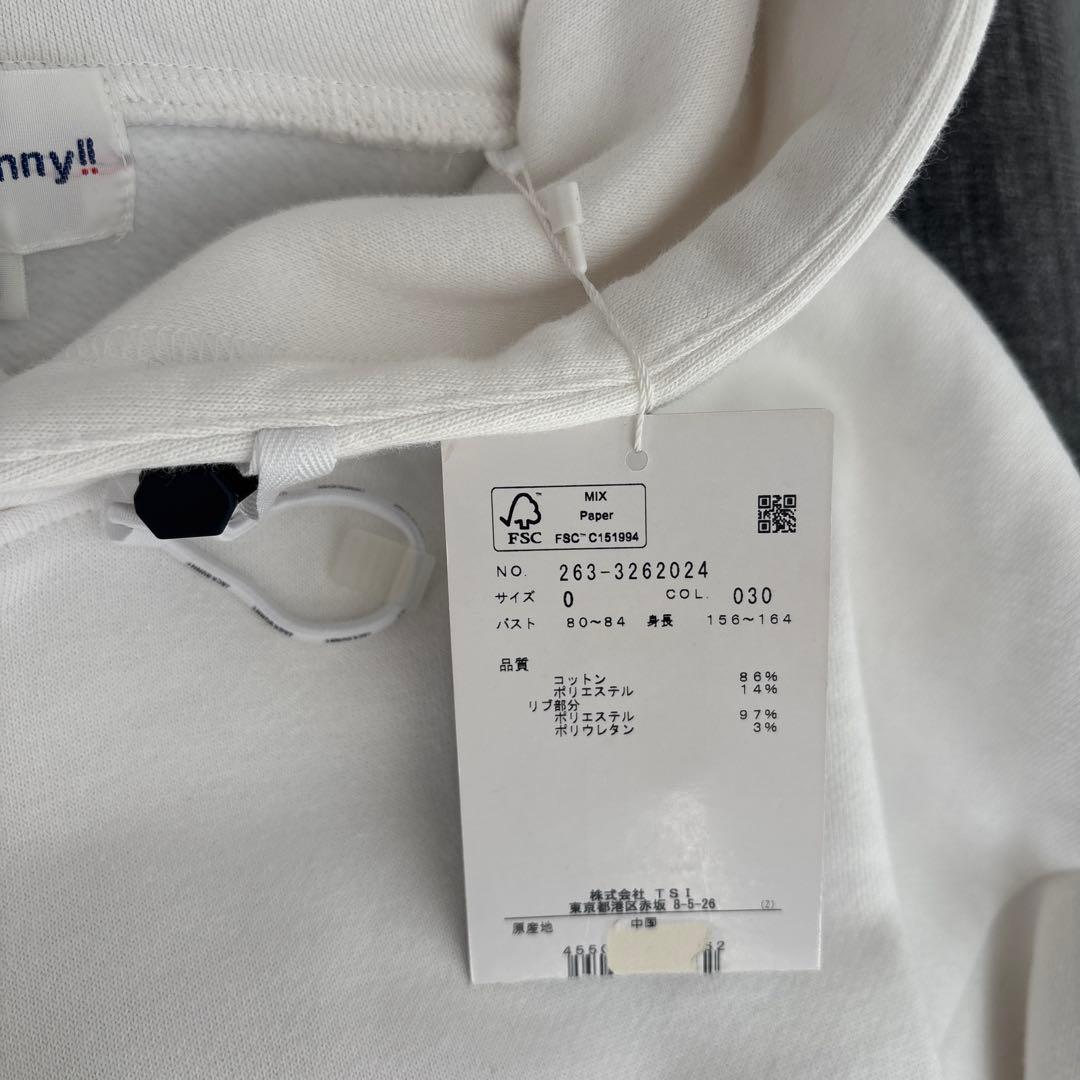 nny!!
MIX
Paper
FSC
FSC™ C151994
NO. 263-3262024
サイズ 0 COL. 030
バスト 80~84 身長 156~164
品質
コットン 86%
ポリエステル 14%
リブ部分
ポリエステル 97%
ポリウレタン 3%
株式会社 TSI
東京都港区赤坂 8-5-26 (2)
原産地 中国